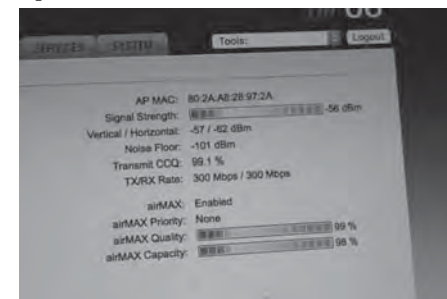 SERVICES SYSTEM Tools: Logout
AP MAC: 80:2A:A8:28:97:2A
Signal Strength: -56 dBm
Vertical / Horizontal: -57 / -62 dBm
Noise Floor: -101 dBm
Transmit CCQ: 99.1 %
TX/RX Rate: 300 Mbps / 300 Mbps
airMAX: Enabled
airMAX Priority: None
airMAX Quality: 99 %
airMAX Capacity: 98 %